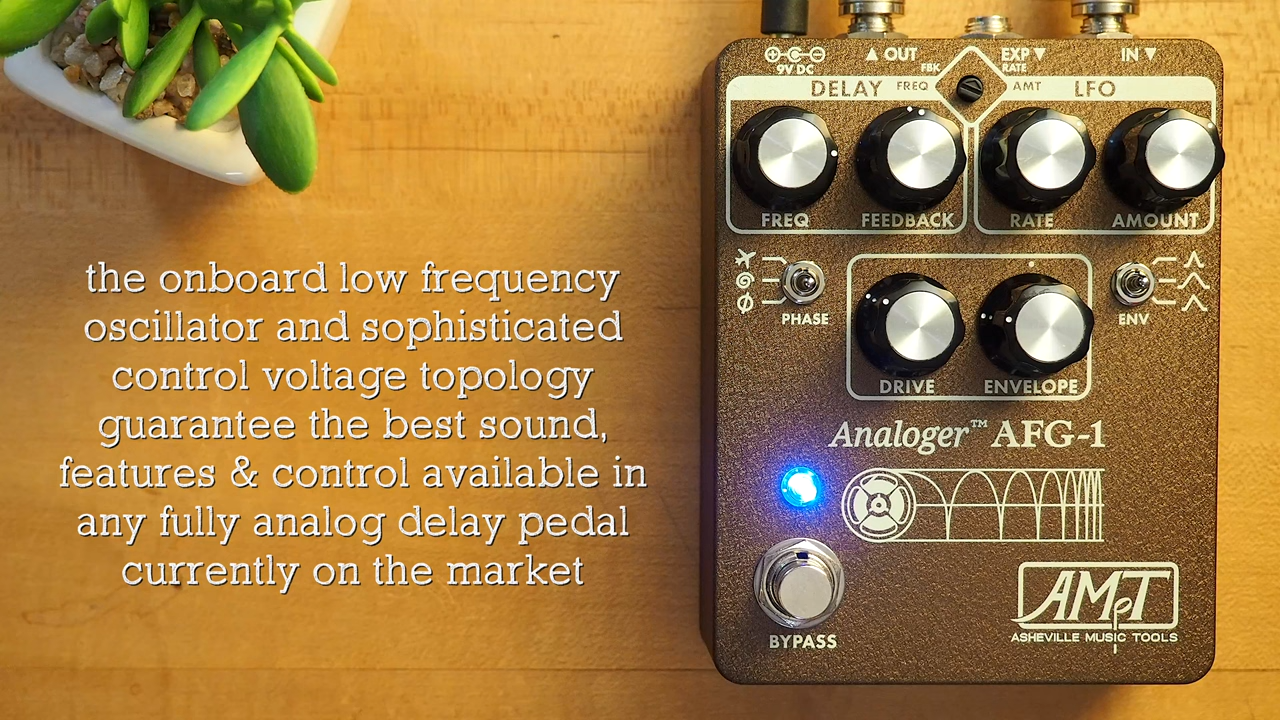 the onboard low frequency
oscillator and sophisticated
control voltage topology
guarantee the best sound,
features & control available in
any fully analog delay pedal
currently on the market
9V DC
▲ OUT
EXP ▼
IN ▼
FBK
RATE
DELAY
FREQ
AMT
LFO
FREQ
FEEDBACK
RATE
AMOUNT
PHASE
ENV
DRIVE
ENVELOPE
Analoger™ AFG-1
BYPASS
AMT
ASHEVILLE MUSIC TOOLS